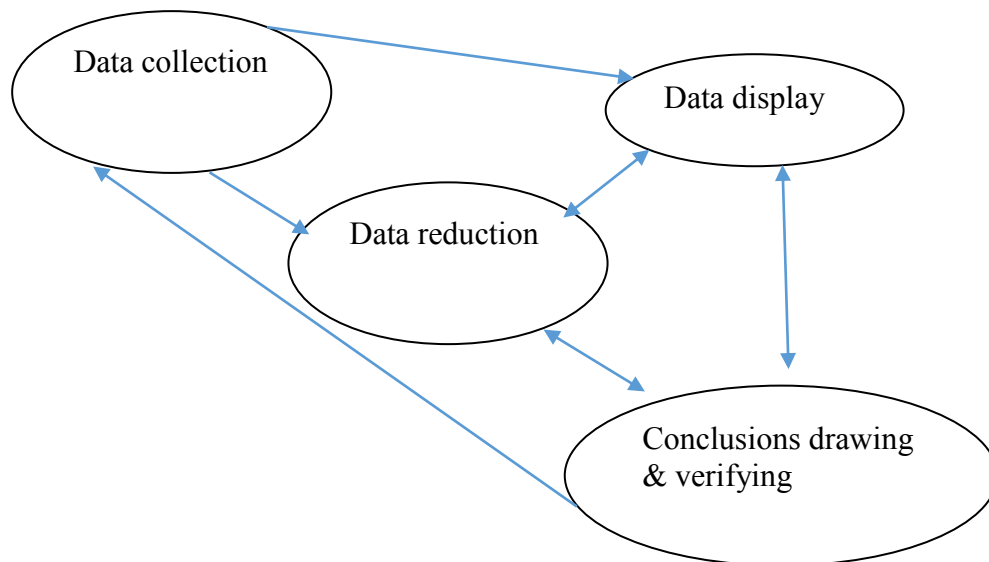 Data collection
Data display
Data reduction
Conclusions drawing
& verifying